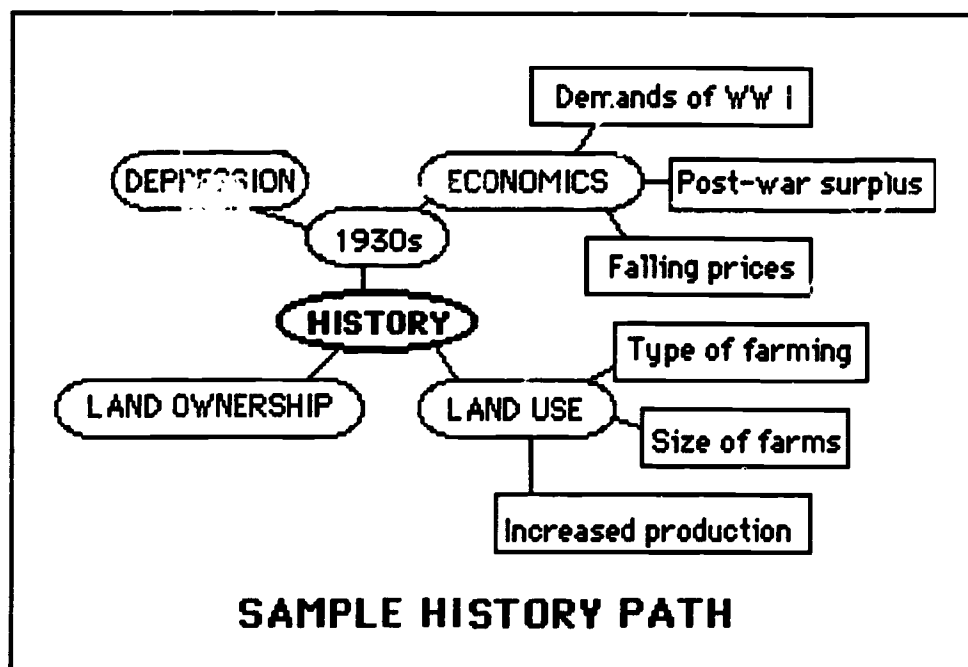 Demands of WW I
DEPRESSION
ECONOMICS
Post-war surplus
1930s
Falling prices
HISTORY
Type of farming
LAND OWNERSHIP
LAND USE
Size of farms
Increased production
SAMPLE HISTORY PATH